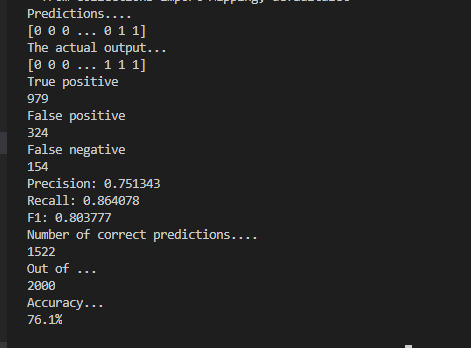 Predictions....
[0 0 0 ... 0 1 1]
The actual output...
[0 0 0 ... 1 1 1]
True positive
979
False positive
324
False negative
154
Precision: 0.751343
Recall: 0.864078
F1: 0.803777
Number of correct predictions....
1522
Out of ...
2000
Accuracy...
76.1%